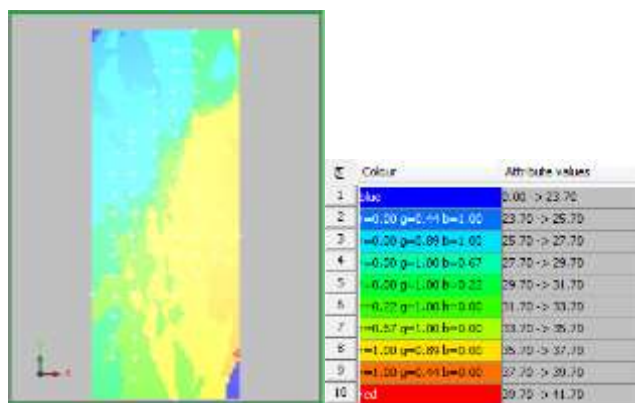 Colour Attribute values
1 blue 0.00 -> 23.70
2 r=0.00 g=0.44 b=1.00 23.70 -> 25.70
3 r=0.00 g=0.89 b=1.00 25.70 -> 27.70
4 r=0.00 g=1.00 b=0.67 27.70 -> 29.70
5 r=0.00 g=1.00 b=0.22 29.70 -> 31.70
6 r=0.22 g=1.00 b=0.00 31.70 -> 33.70
7 r=0.67 g=1.00 b=0.00 33.70 -> 35.70
8 r=1.00 g=0.89 b=0.00 35.70 -> 37.70
9 r=1.00 g=0.44 b=0.00 37.70 -> 39.70
10 red 39.70 -> 41.70